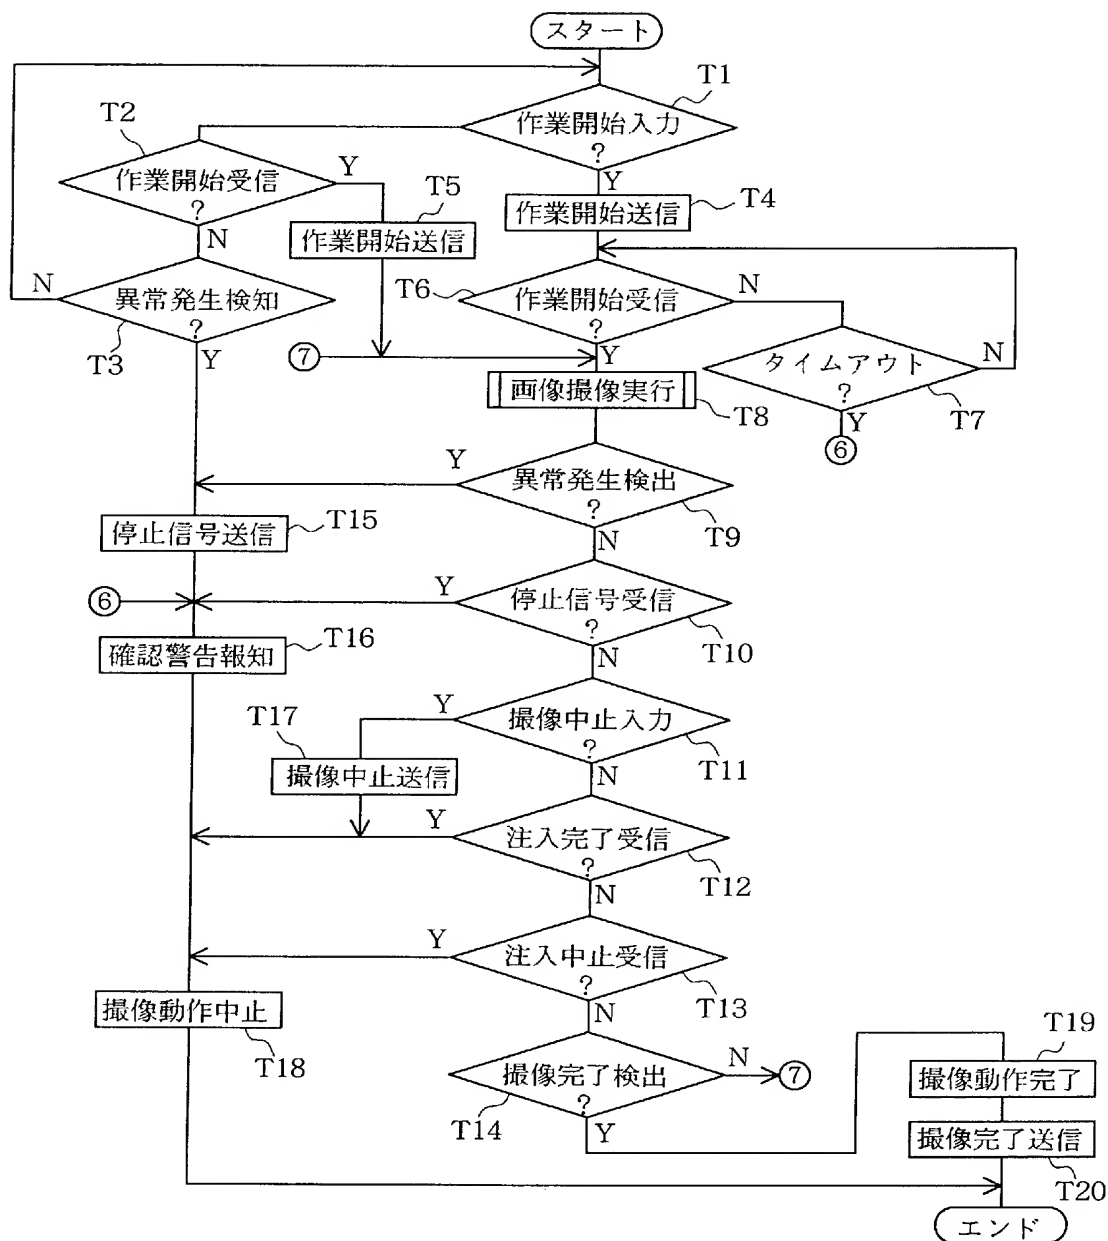 スタート
T1
作業開始入力
?
Y
T2
作業開始受信
?
Y
N
T5
作業開始送信
作業開始送信
T4
N
異常発生検知
?
Y
T3
T6
作業開始受信
?
N
Y
タイムアウト
?
N
Y
T7
⑥
⑦
画像撮像実行
T8
Y
異常発生検出
?
N
T9
停止信号送信
T15
⑥
Y
停止信号受信
?
N
T10
確認警告報知
T16
Y
撮像中止入力
?
N
T11
T17
撮像中止送信
Y
注入完了受信
?
N
T12
Y
注入中止受信
?
N
T13
撮像動作中止
T18
撮像完了検出
?
N
⑦
Y
T14
T19
撮像動作完了
撮像完了送信
T20
エンド